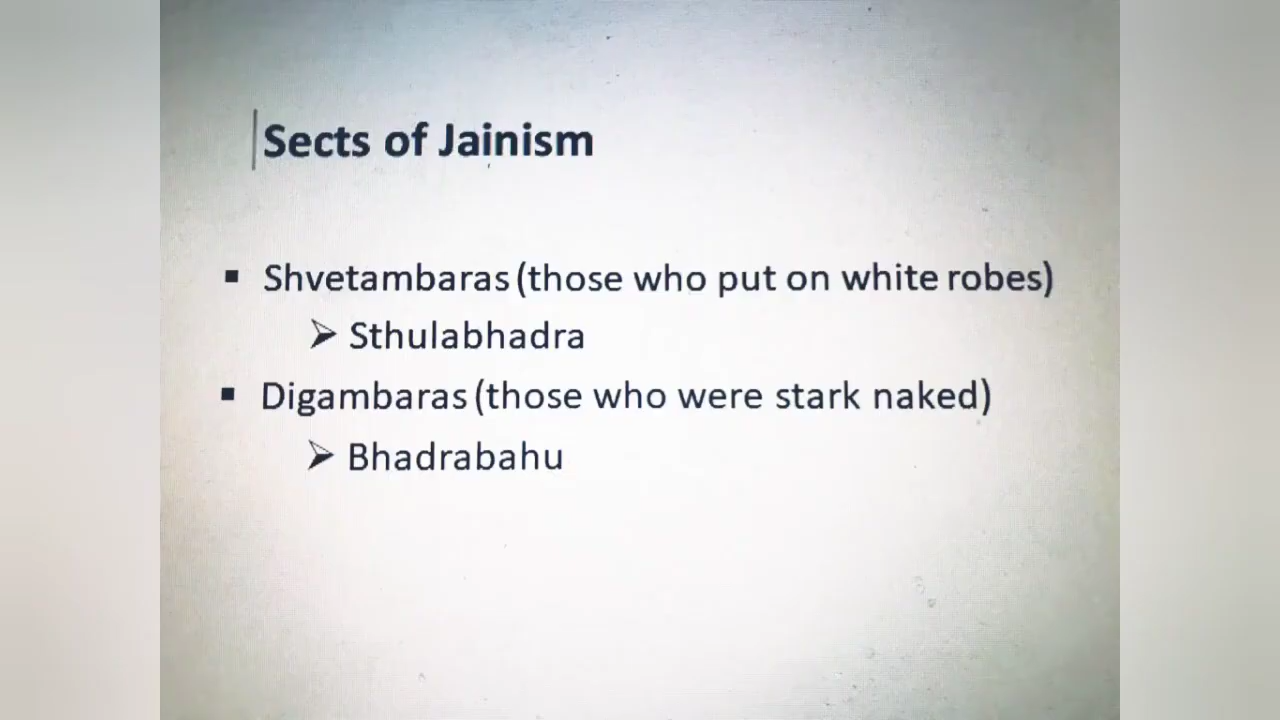 Sects of Jainism
▪ Shvetambaras (those who put on white robes)
➢ Sthulabhadra
▪ Digambaras (those who were stark naked)
➢ Bhadrabahu